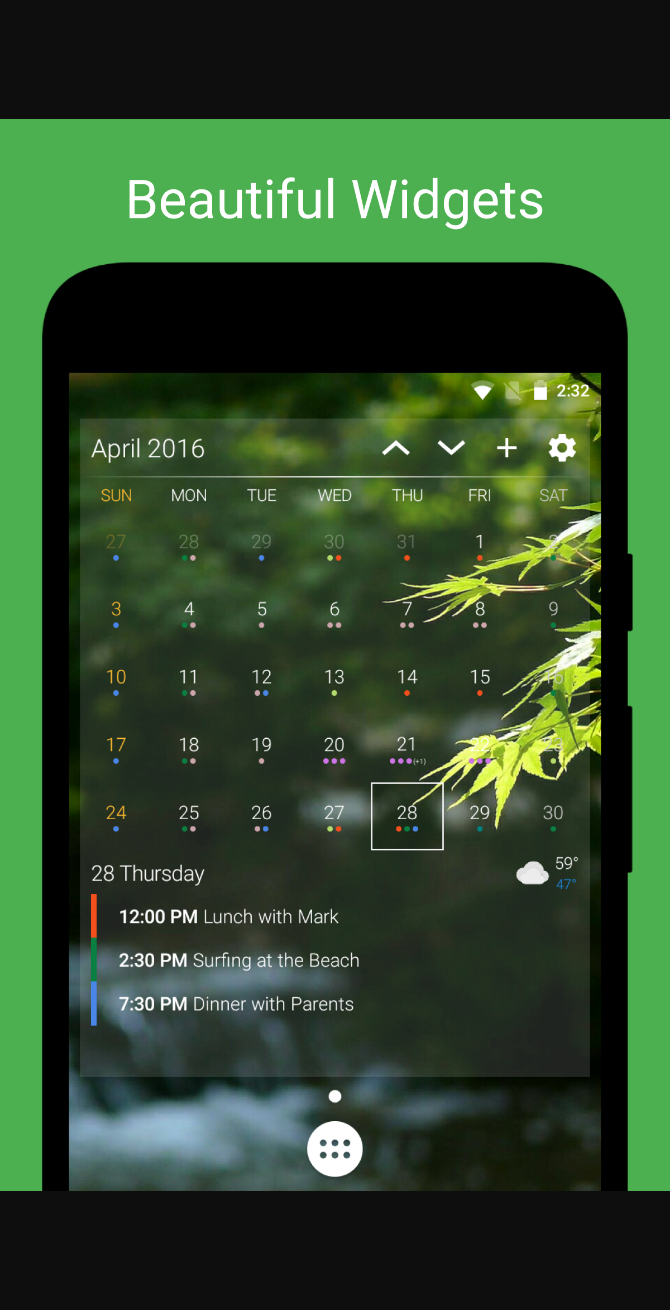 Beautiful Widgets
2:32
April 2016
SUN MON TUE WED THU FRI SAT
27 28 29 30 31 1 2
3 4 5 6 7 8 9
10 11 12 13 14 15 16
17 18 19 20 21 22 23
(+1)
24 25 26 27 28 29 30
28 Thursday 59°
47°
12:00 PM Lunch with Mark
2:30 PM Surfing at the Beach
7:30 PM Dinner with Parents